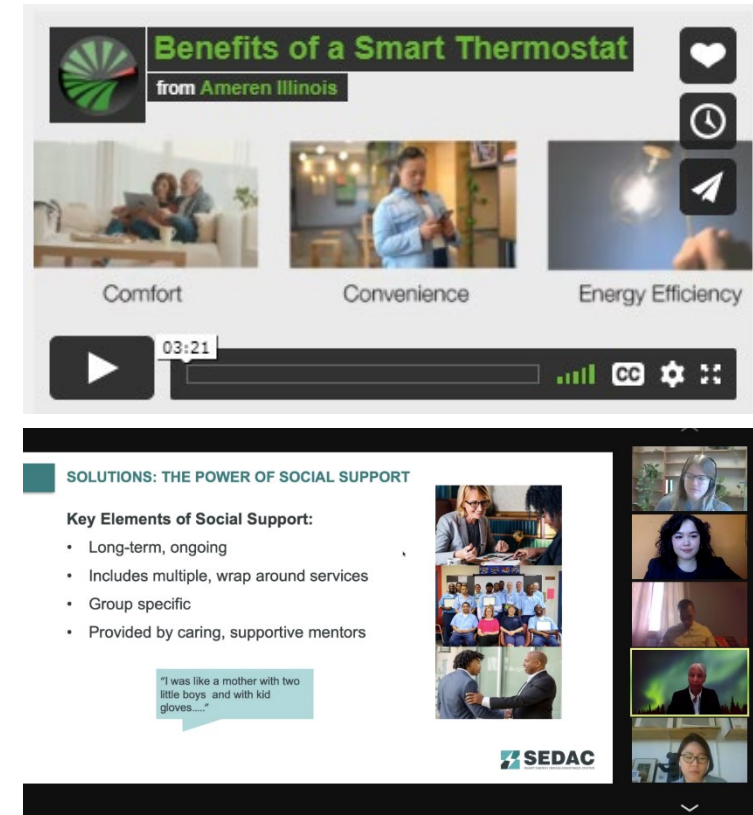 Benefits of a Smart Thermostat
from Ameren Illinois
Comfort
Convenience
Energy Efficiency
03:21
CC
SOLUTIONS: THE POWER OF SOCIAL SUPPORT
Key Elements of Social Support:
• Long-term, ongoing
• Includes multiple, wrap around services
• Group specific
• Provided by caring, supportive mentors
"I was like a mother with two
little boys and with kid
gloves....."
SEDAC